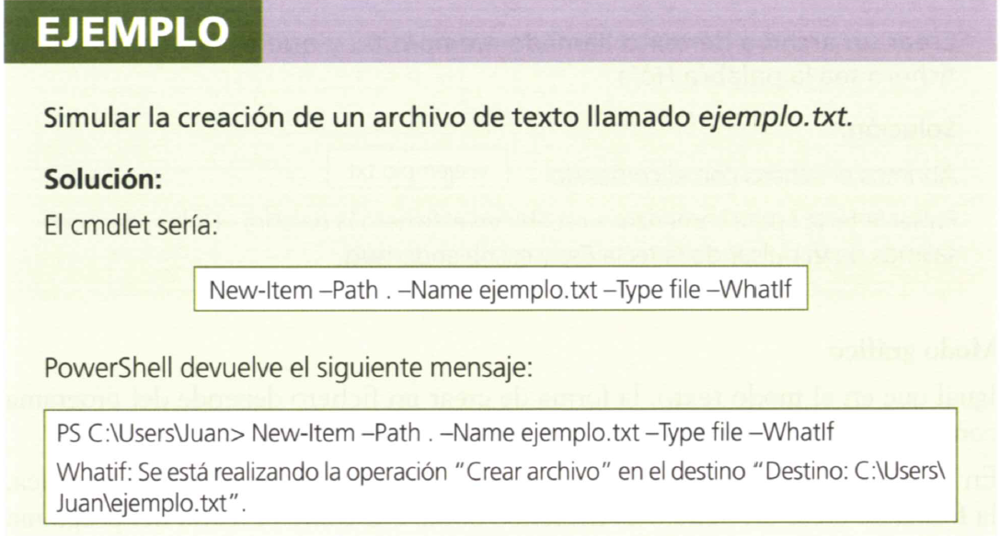 EJEMPLO
Simular la creación de un archivo de texto llamado ejemplo.txt.
Solución:
El cmdlet sería:
New-Item –Path . –Name ejemplo.txt –Type file –WhatIf
PowerShell devuelve el siguiente mensaje:
PS C:\Users\Juan> New-Item –Path . –Name ejemplo.txt –Type file –WhatIf
Whatif: Se está realizando la operación "Crear archivo" en el destino "Destino: C:\Users\
Juan\ejemplo.txt".